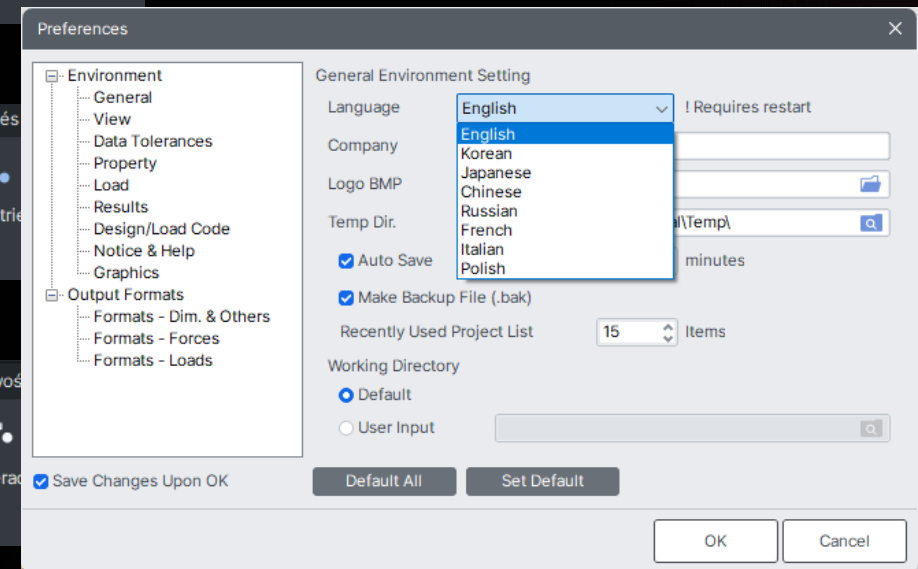 Preferences
Environment
General
View
Data Tolerances
Property
Load
Results
Design/Load Code
Notice & Help
Graphics
Output Formats
Formats - Dim. & Others
Formats - Forces
Formats - Loads
Save Changes Upon OK
General Environment Setting
Language English ! Requires restart
English
Korean
Japanese
Chinese
Russian
French
Italian
Polish
Company
Logo BMP
Temp Dir. \Temp\
Auto Save minutes
Make Backup File (.bak)
Recently Used Project List 15 Items
Working Directory
Default
User Input
Default All Set Default
OK Cancel